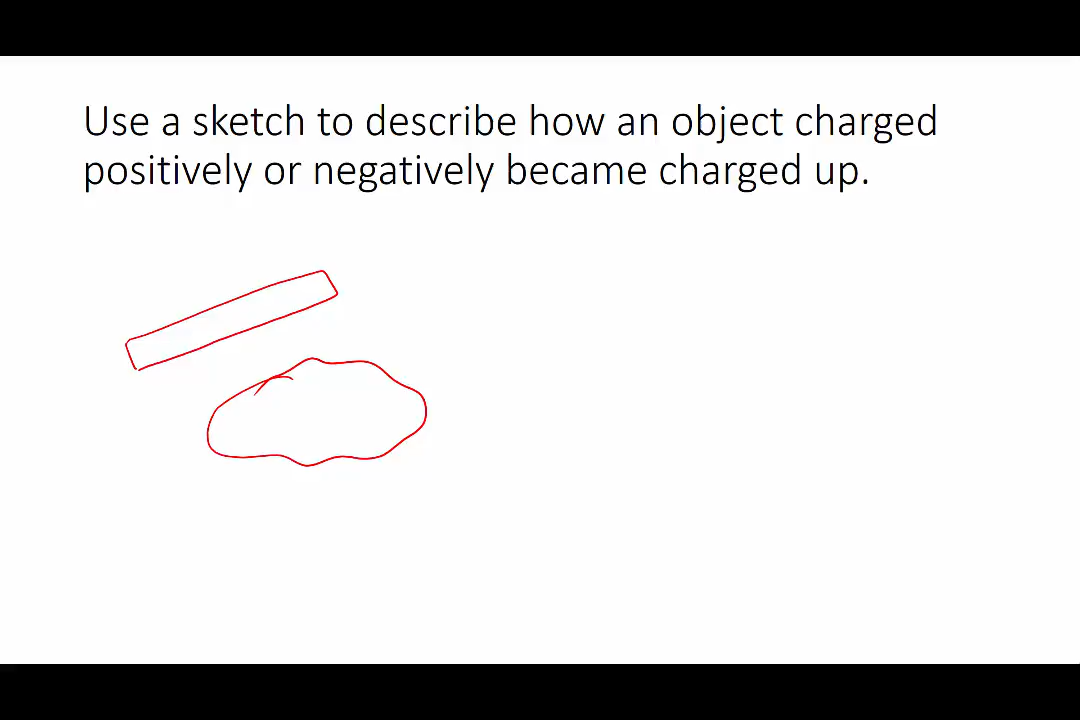 Use a sketch to describe how an object charged
positively or negatively became charged up.